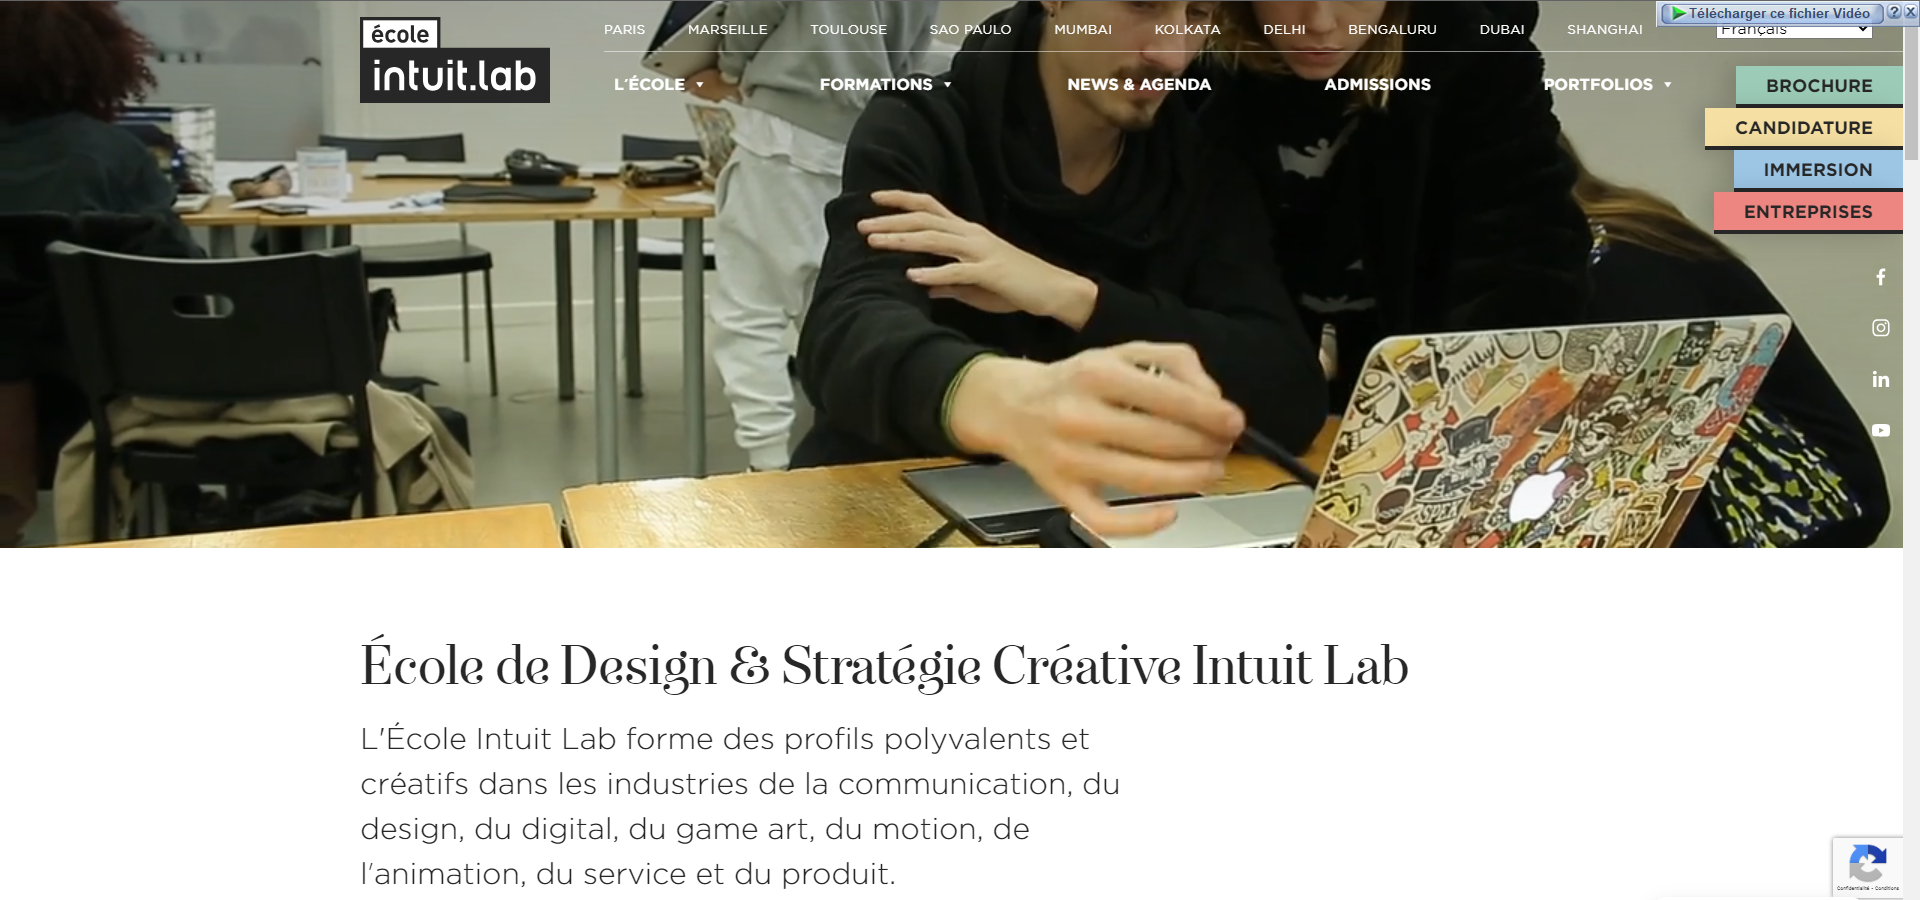 école
intuit.lab
PARIS MARSEILLE TOULOUSE SAO PAULO MUMBAI KOLKATA DELHI BENGALURU DUBAI SHANGHAI
Télécharger ce fichier Vidéo ? X
Français
L'ÉCOLE FORMATIONS NEWS & AGENDA ADMISSIONS PORTFOLIOS
BROCHURE
CANDIDATURE
IMMERSION
ENTREPRISES
École de Design & Stratégie Créative Intuit Lab
L'École Intuit Lab forme des profils polyvalents et
créatifs dans les industries de la communication, du
design, du digital, du game art, du motion, de
l'animation, du service et du produit.
Confidentialité - Conditions